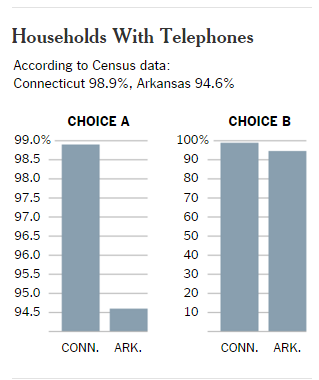 Households With Telephones
According to Census data:
Connecticut 98.9%, Arkansas 94.6%
CHOICE A
99.0%
98.5
98.0
97.5
97.0
96.5
96.0
95.5
95.0
94.5
CONN. ARK.
CHOICE B
100%
90
80
70
60
50
40
30
20
10
CONN. ARK.